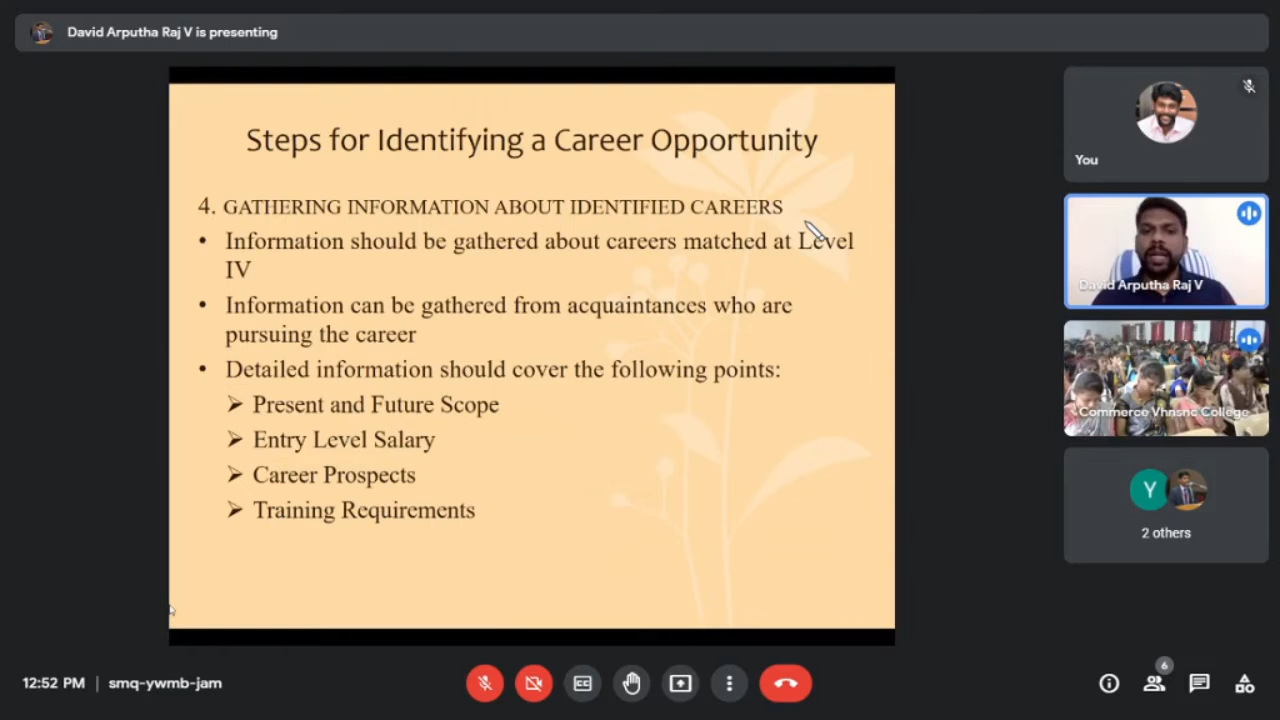 David Arputha Raj V is presenting
Steps for Identifying a Career Opportunity
4. GATHERING INFORMATION ABOUT IDENTIFIED CAREERS
• Information should be gathered about careers matched at Level
IV
• Information can be gathered from acquaintances who are
pursuing the career
• Detailed information should cover the following points:
➢ Present and Future Scope
➢ Entry Level Salary
➢ Career Prospects
➢ Training Requirements
You
David Arputha Raj V
Commerce Vhnsnc College
Y
2 others
12:52 PM | smq-ywmb-jam
CC
6